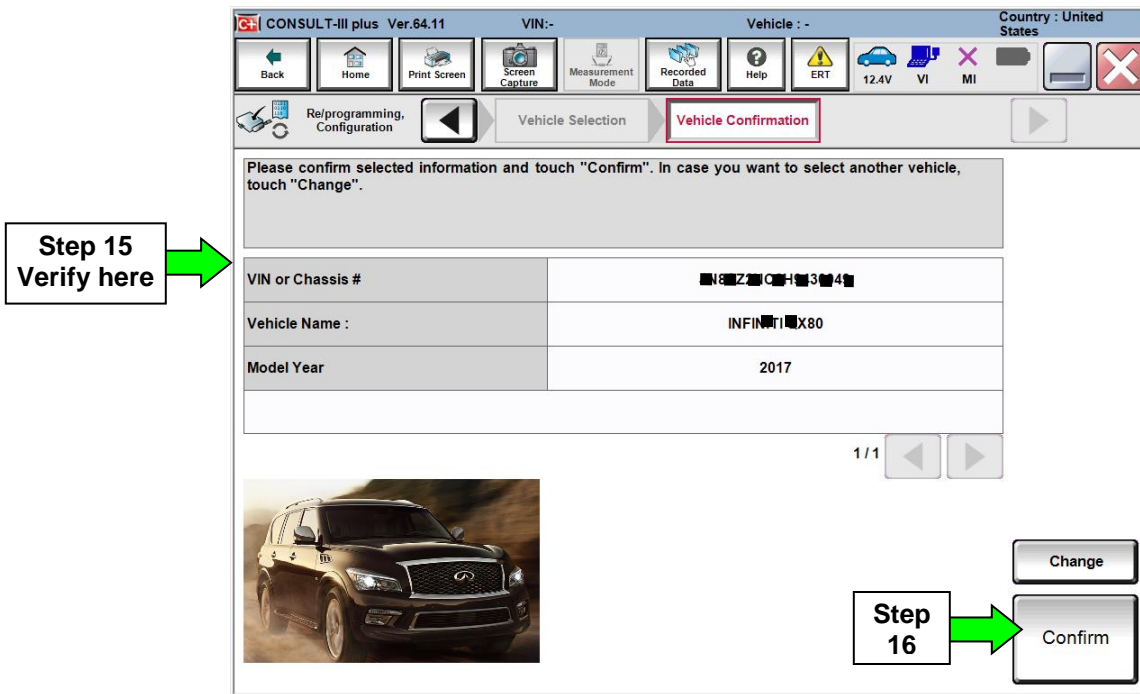 CONSULT-III plus Ver.64.11 VIN:- Vehicle : - Country : United
States
Back Home Print Screen Screen
Capture Measurement
Mode Recorded
Data Help ERT 12.4V VI MI
Re/programming,
Configuration Vehicle Selection Vehicle Confirmation
Please confirm selected information and touch "Confirm". In case you want to select another vehicle,
touch "Change".
Step 15
Verify here
VIN or Chassis #
Vehicle Name : X80
Model Year 2017
1/1
Change
Step
16
Confirm